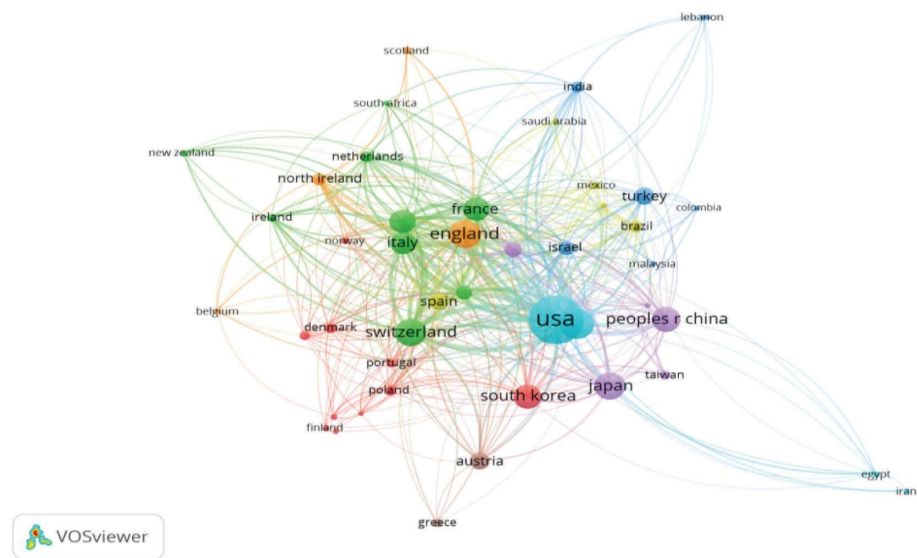 lebanon
scotland
india
south africa
saudi arabia
new zealand
netherlands
north ireland
mexico
turkey
ireland
france
colombia
england
brazil
norway
italy
israel
malaysia
spain
belgium
usa
peoples r china
denmark
switzerland
portugal
taiwan
poland
japan
south korea
finland
austria
egypt
iran
greece
VOSviewer